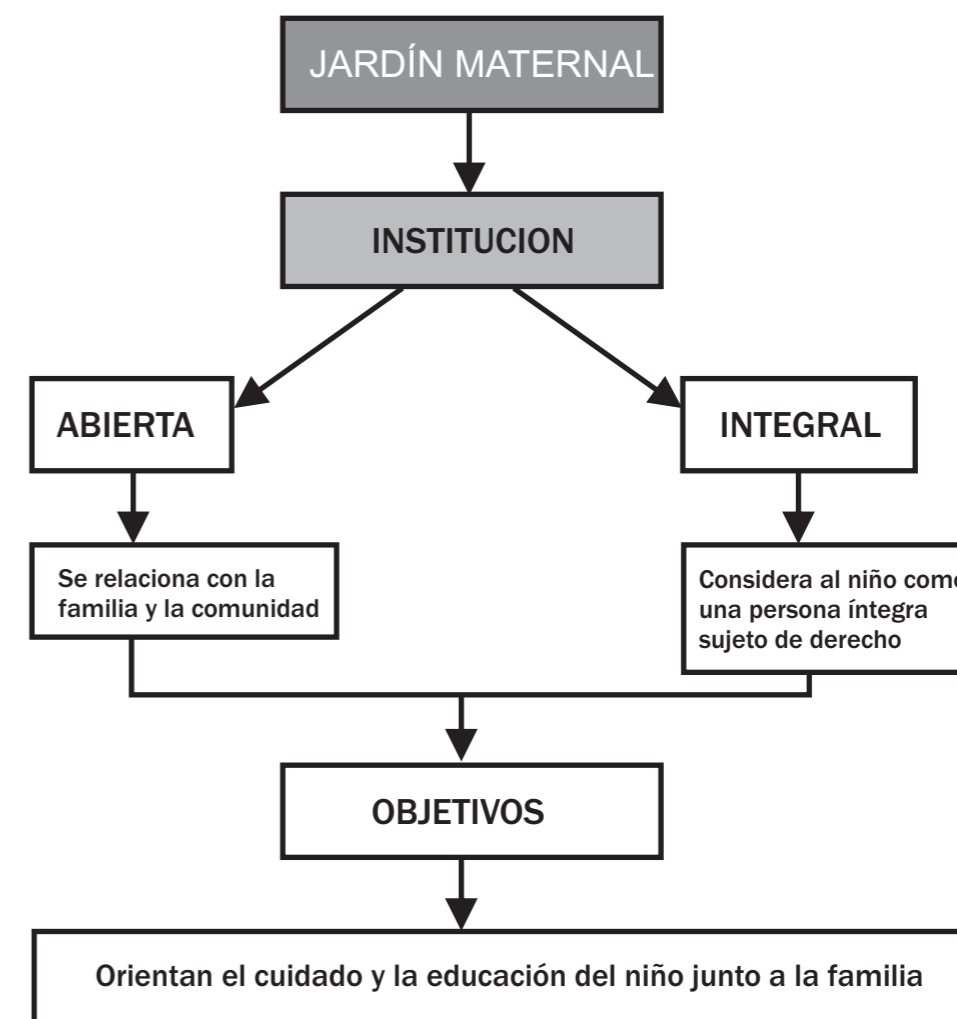 JARDÍN MATERNAL
INSTITUCION
ABIERTA
INTEGRAL
Se relaciona con la
familia y la comunidad
Considera al niño como
una persona íntegra
sujeto de derecho
OBJETIVOS
Orientan el cuidado y la educación del niño junto a la familia